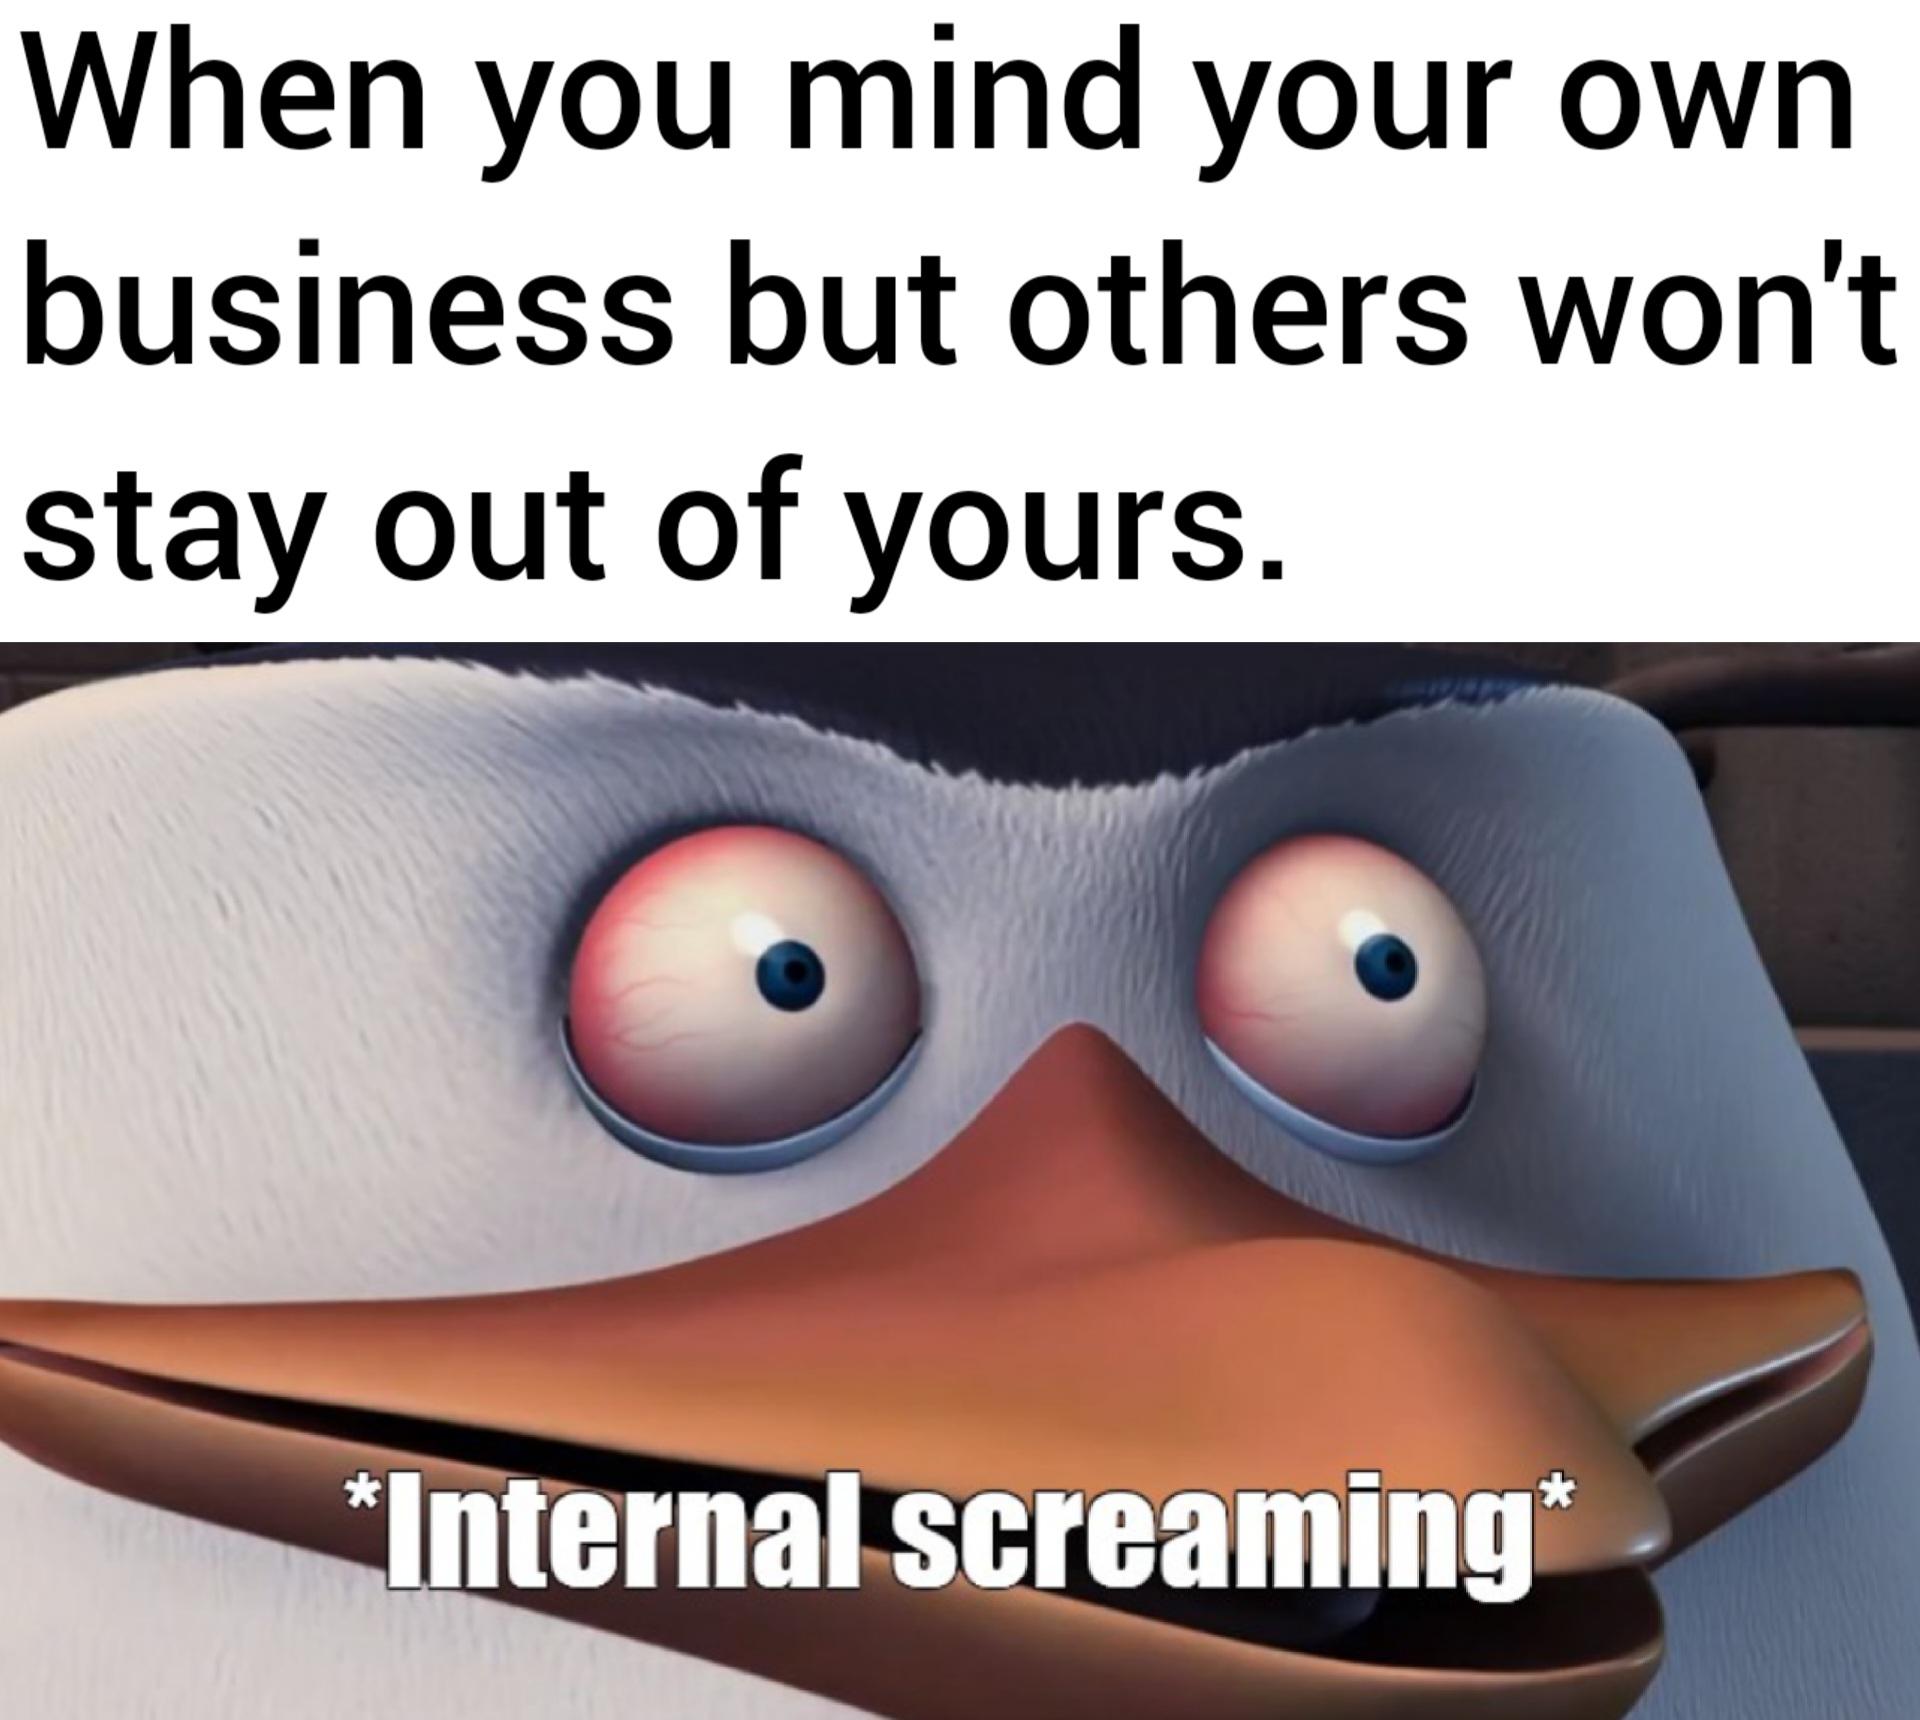 When you mind your own
business but others won't
stay out of yours.
*Internal screaming*